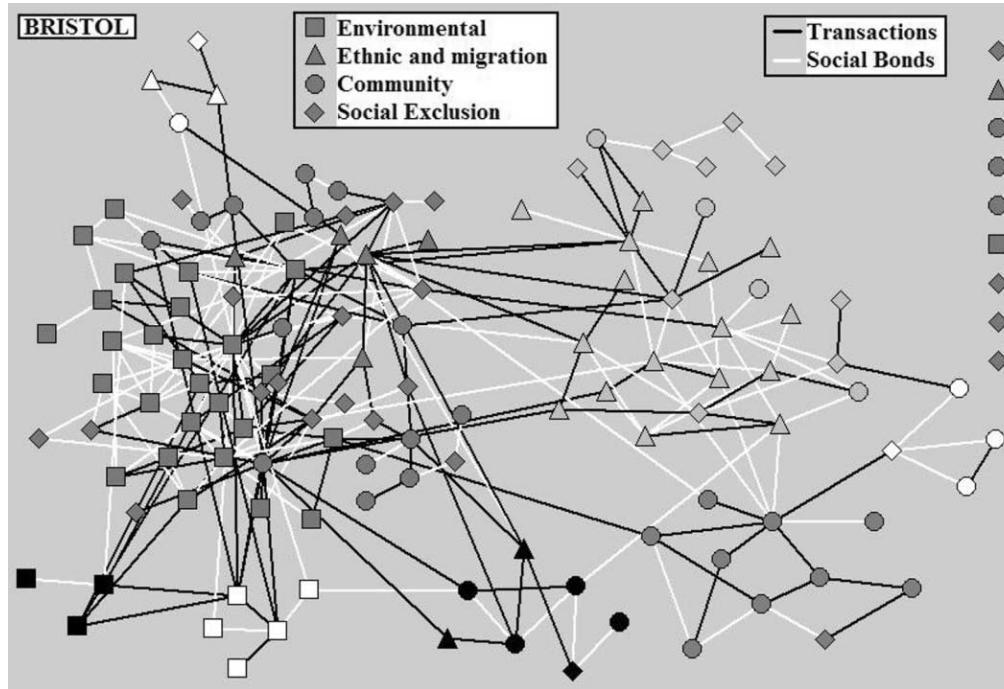 BRISTOL
Environmental
Ethnic and migration
Community
Social Exclusion
Transactions
Social Bonds